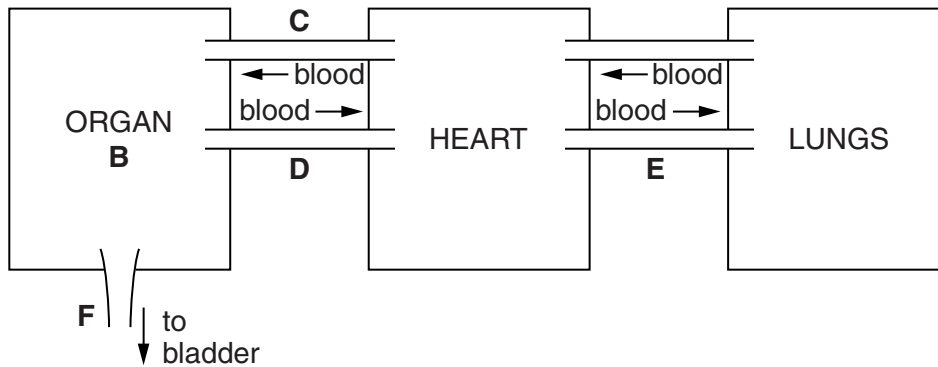 C
blood
blood
blood
blood
ORGAN
B
HEART
LUNGS
D
E
F
to
bladder